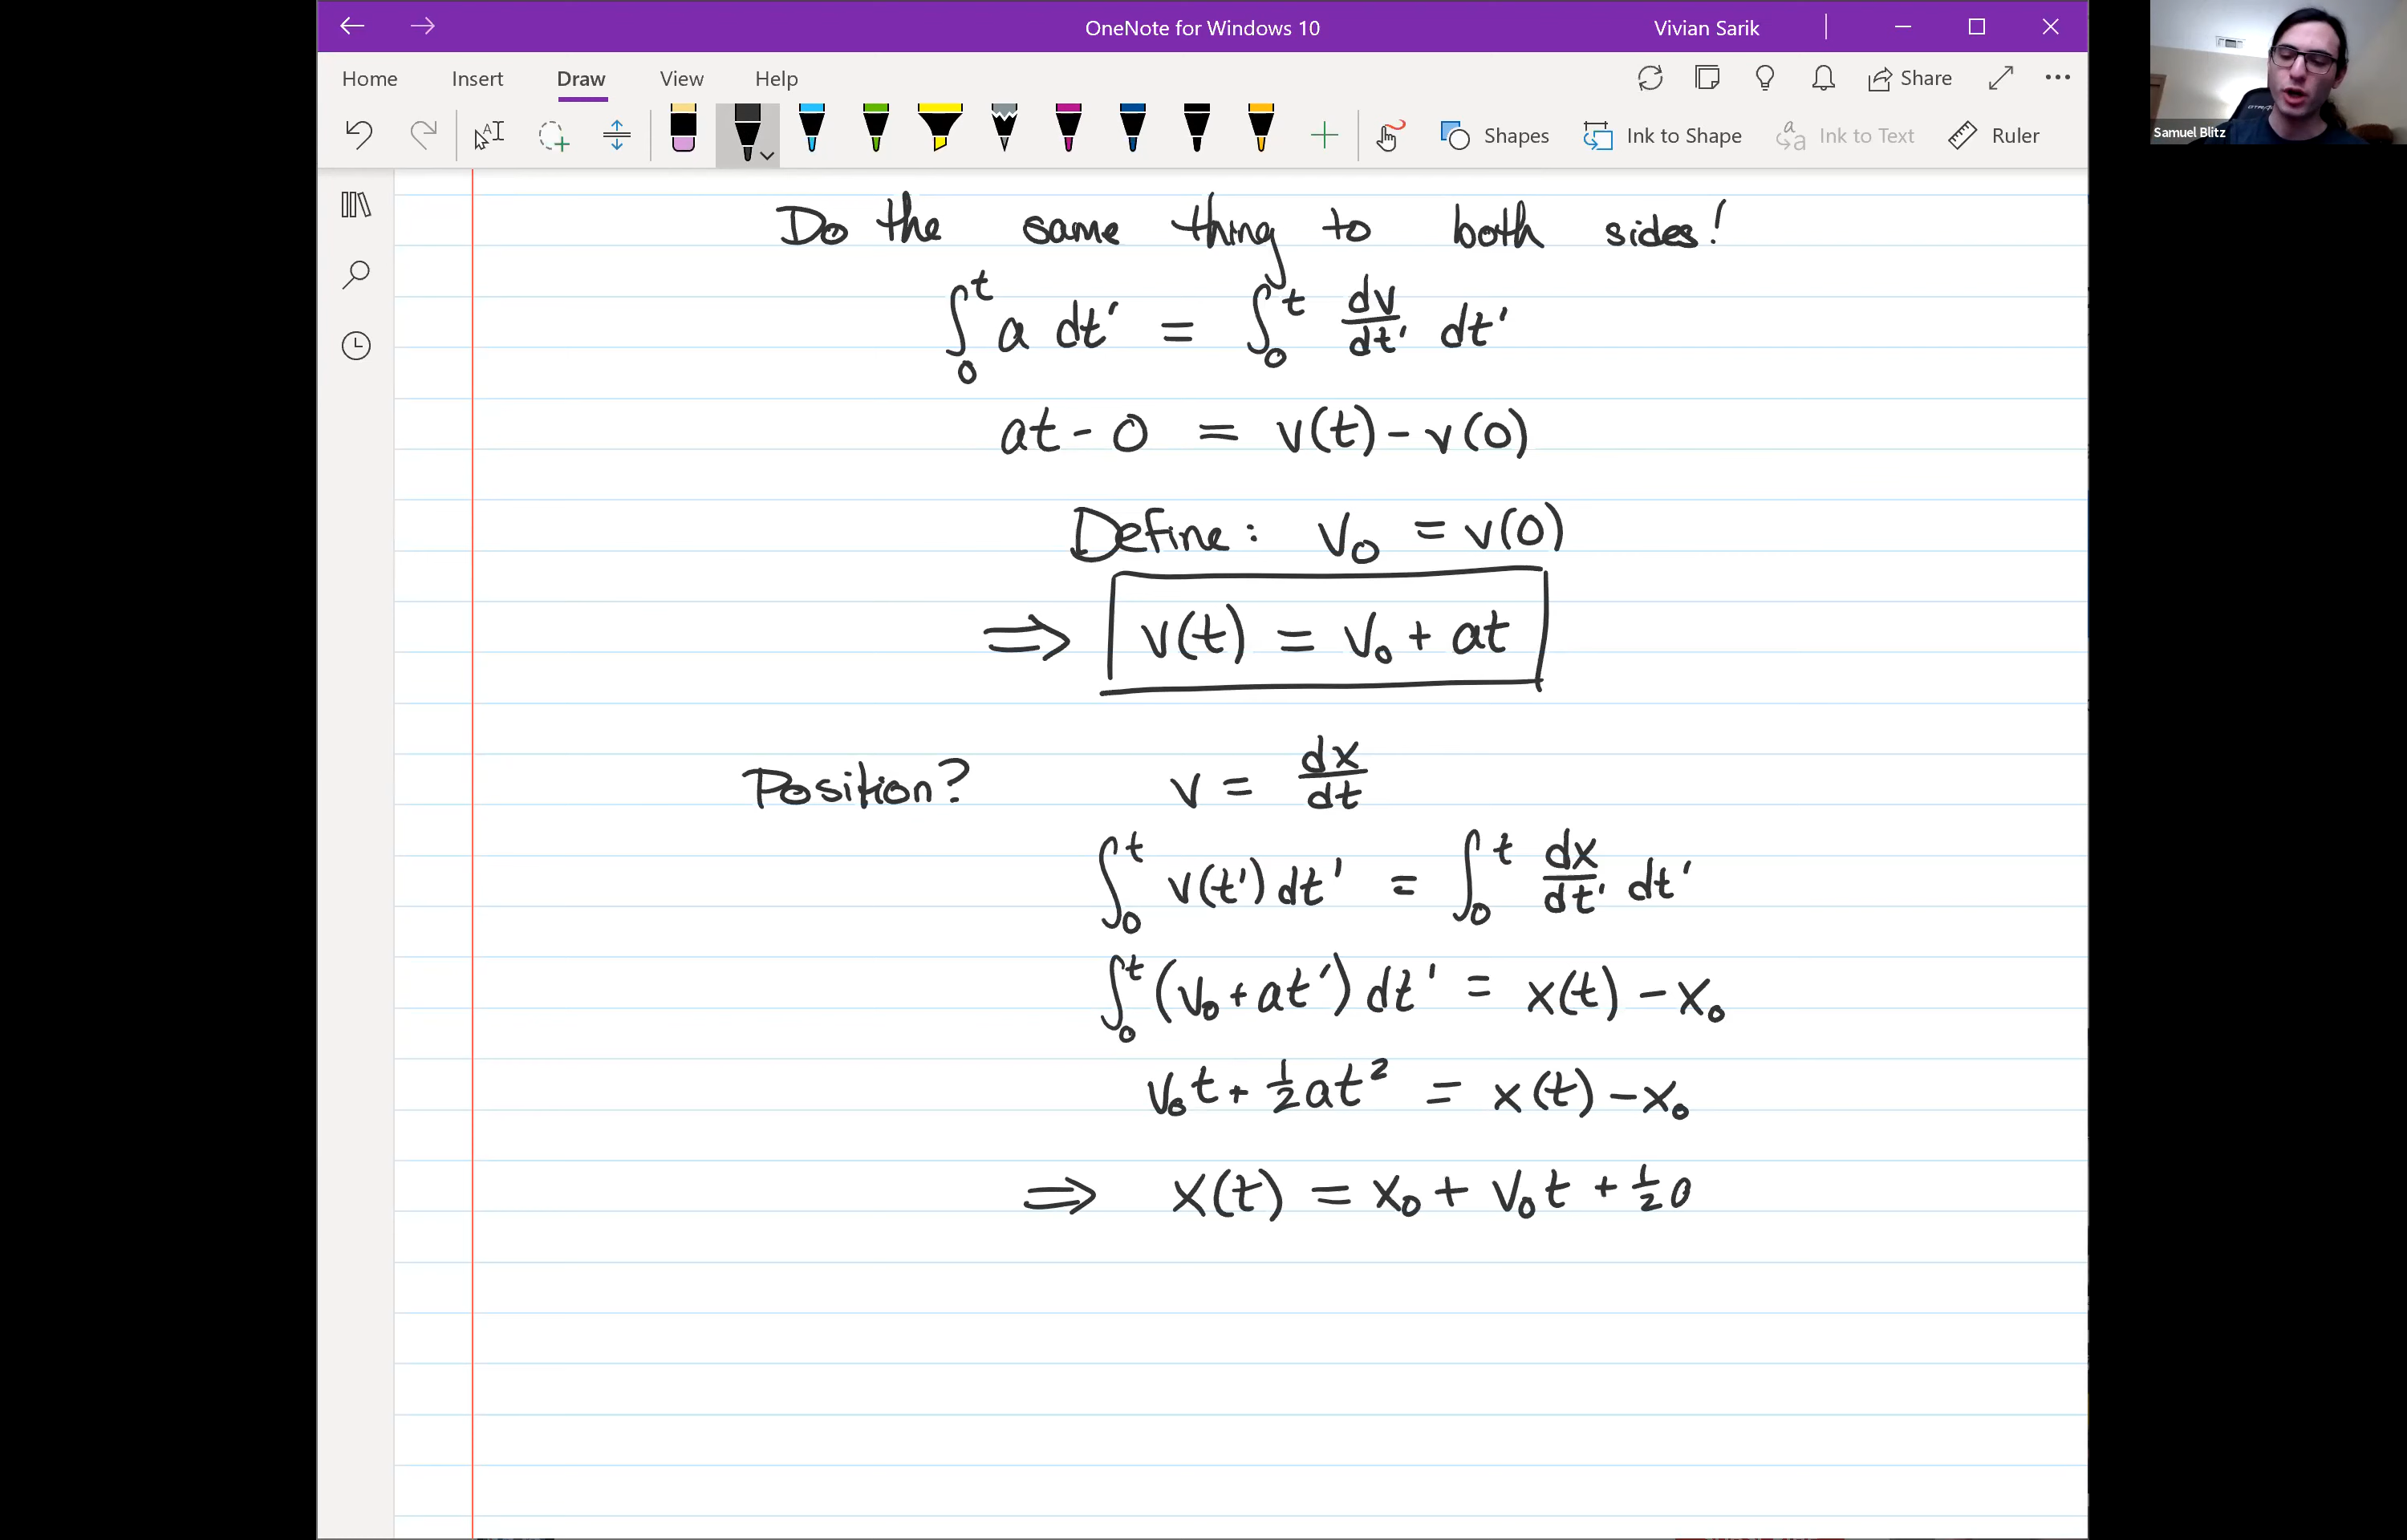 OneNote for Windows 10
Vivian Sarik
Home Insert Draw View Help
Share
Shapes Ink to Shape Ink to Text Ruler
Samuel Blitz
Do the same thing to both sides!
∫₀ᵗ a dt' = ∫₀ᵗ dv/dt' dt'
at - 0 = v(t) - v(0)
Define: v₀ = v(0)
⇒ v(t) = v₀ + at
Position? v = dx/dt
∫₀ᵗ v(t') dt' = ∫₀ᵗ dx/dt' dt'
∫₀ᵗ (v₀ + at') dt' = x(t) - x₀
v₀t + ½at² = x(t) - x₀
⇒ x(t) = x₀ + v₀t + ½0